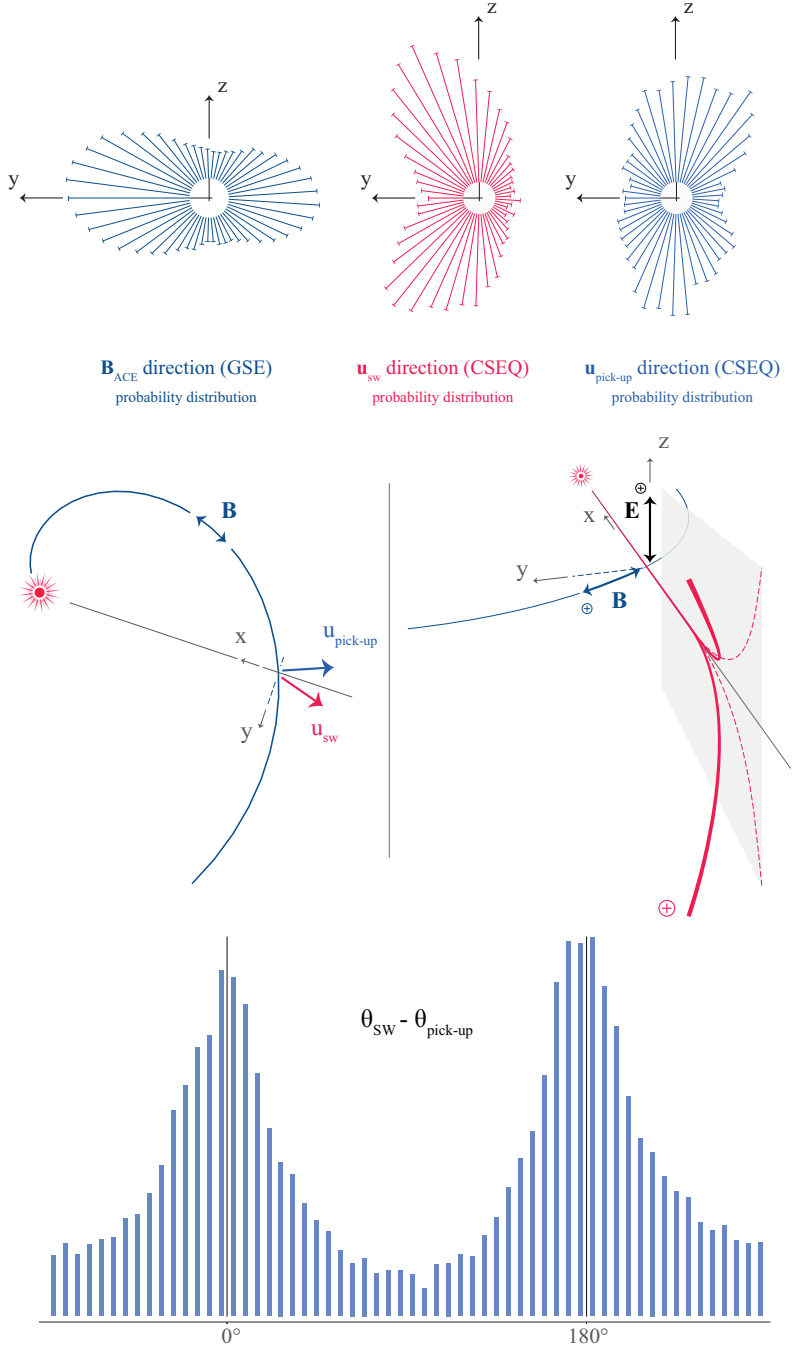 z
z
z
y
y
y
B_ACE direction (GSE)
probability distribution
u_sw direction (CSEQ)
probability distribution
u_pick-up direction (CSEQ)
probability distribution
B
x
y
u_pick-up
u_sw
z
⊕
E
x
y
B
⊕
⊕
θ_SW - θ_pick-up
0°
180°